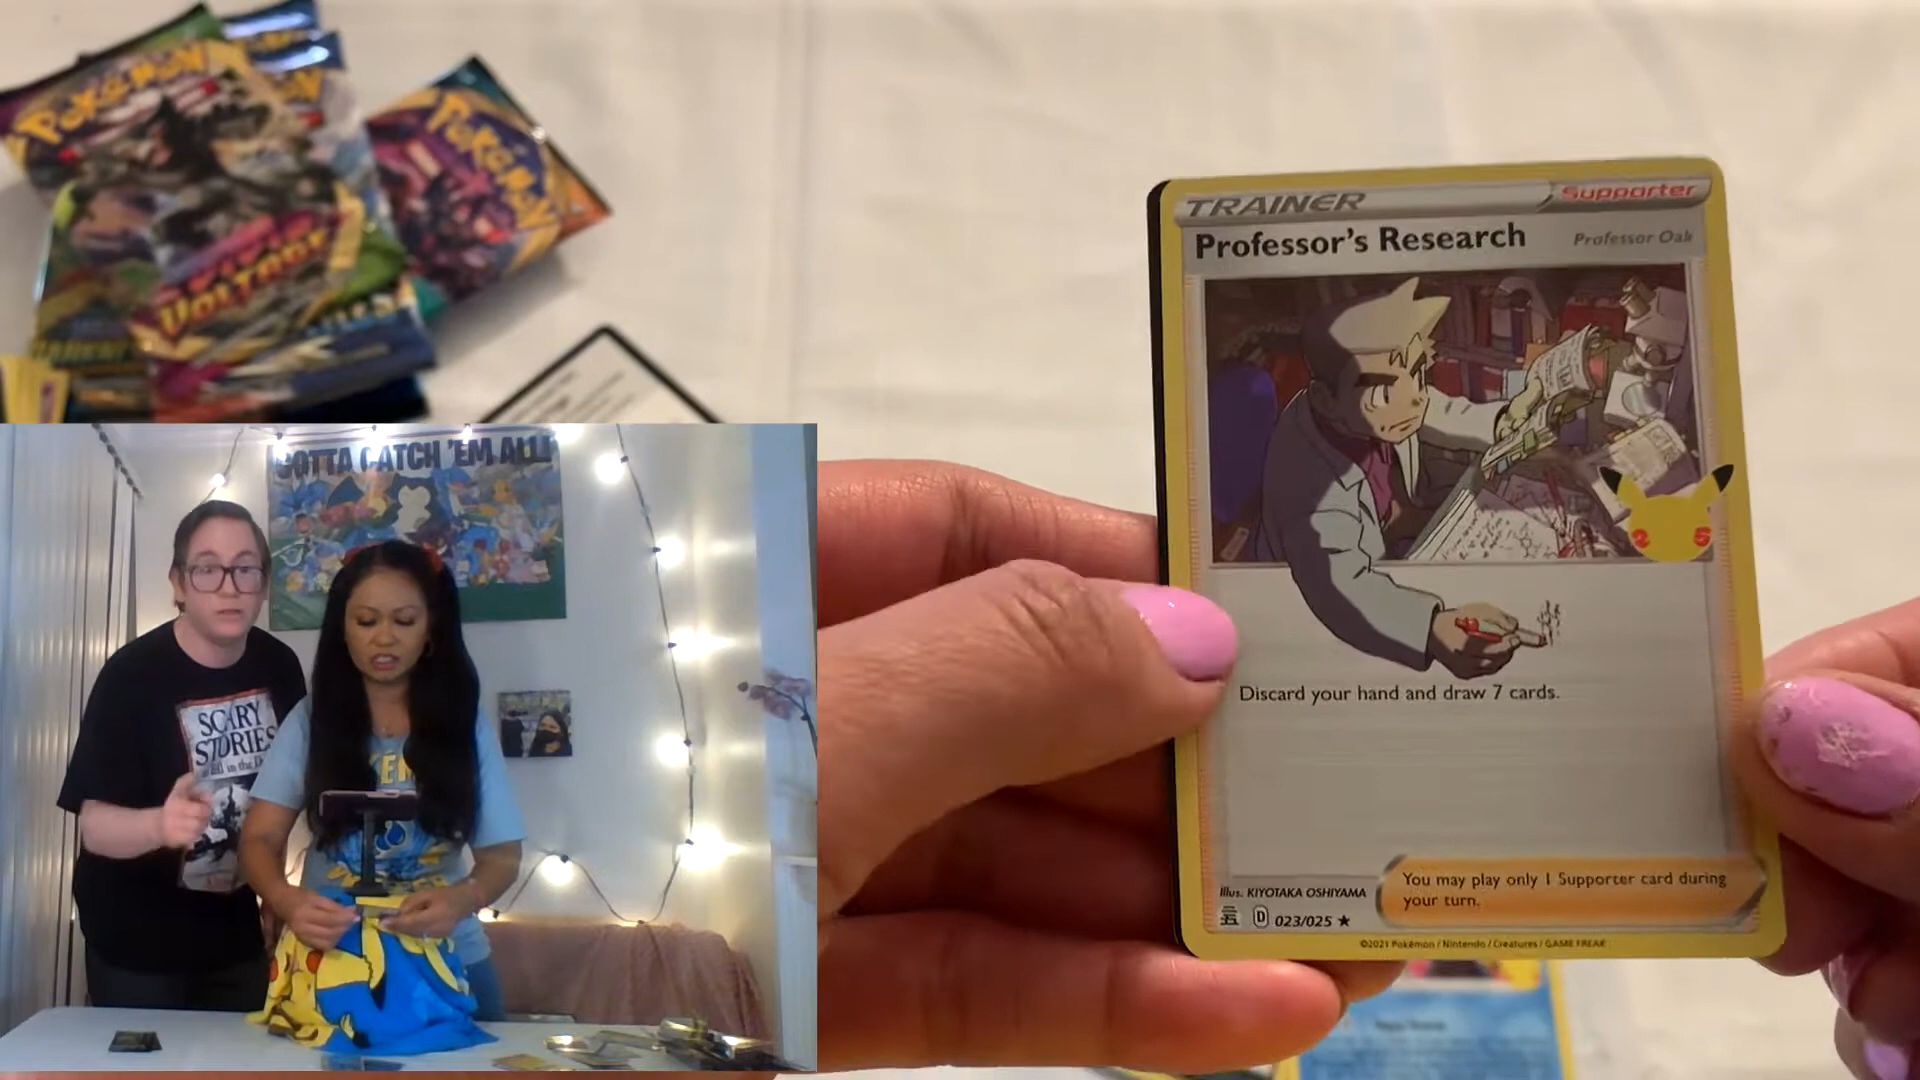 Pokémon
VOLTAGE
Pokémon
GOTTA CATCH 'EM ALL!
SCARY
STORIES
TRAINER
Supporter
Professor's Research
Professor Oak
25
Discard your hand and draw 7 cards.
Illus. KIYOTAKA OSHIYAMA
You may play only 1 Supporter card during
your turn.
D 023/025 ★
©2021 Pokémon / Nintendo / Creatures / GAME FREAK